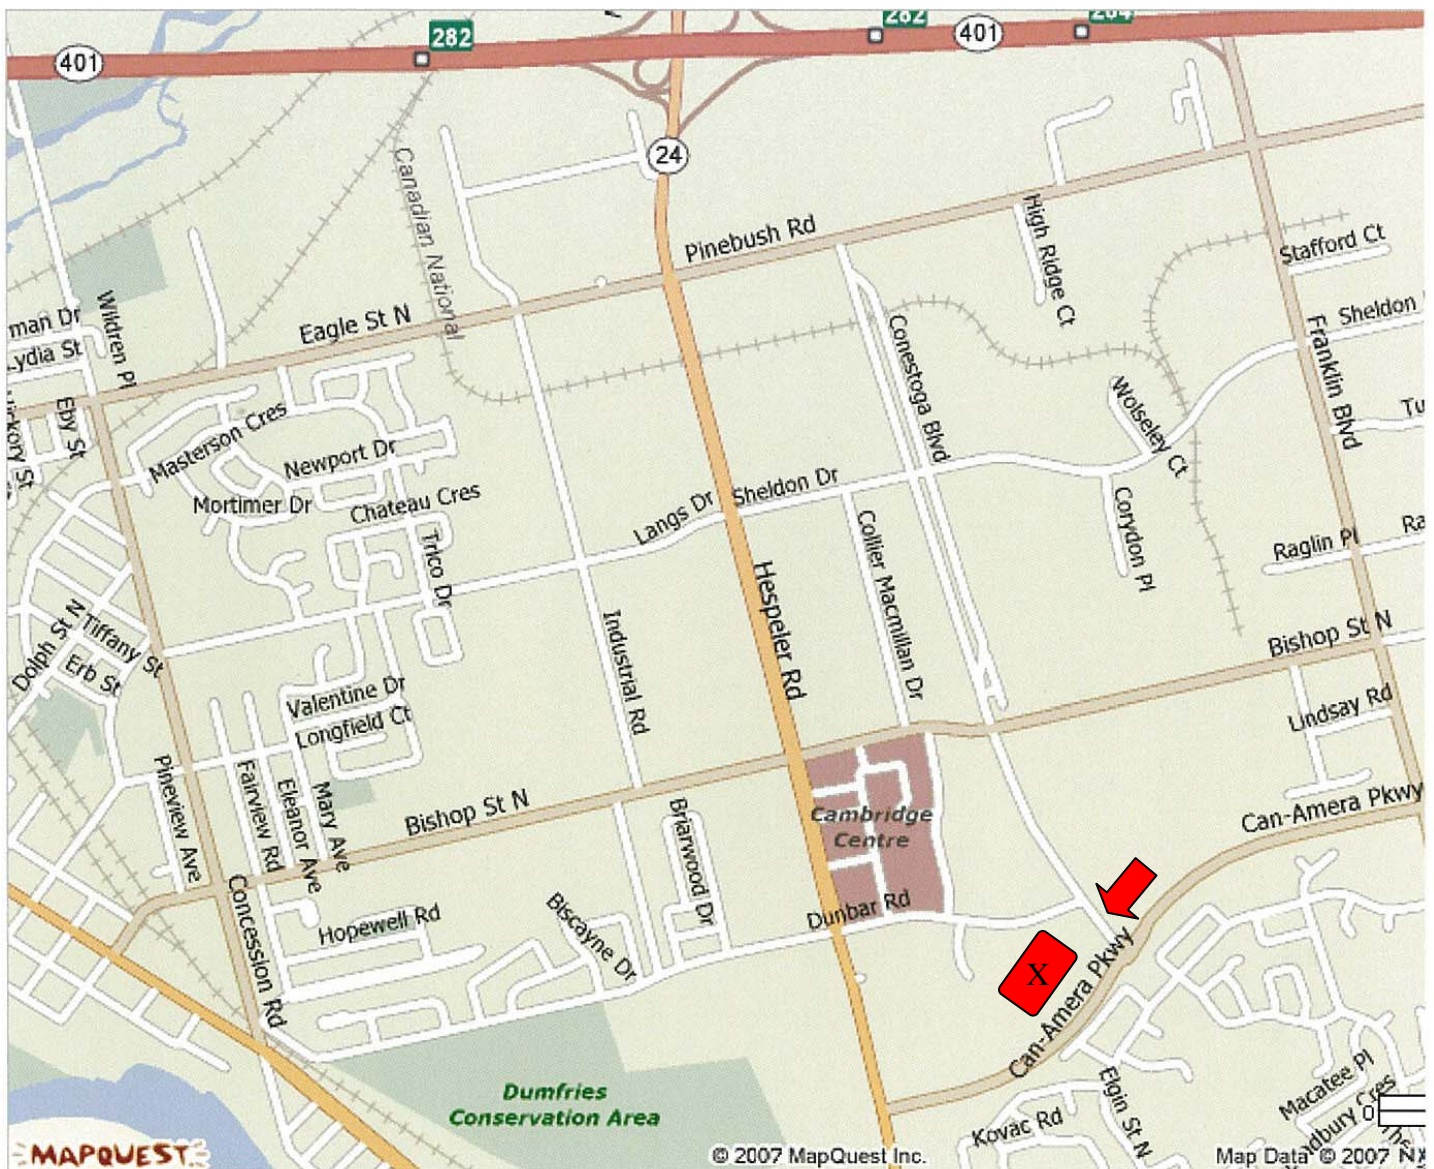 282
401
282
401
24
Canadian National
Pinebush Rd
High Ridge Ct
Stafford Ct
Sheldon
Wildren Pl
Eagle St N
Lydia St
Eby St
Conestoga Blvd
Franklin Blvd
Wolseley Ct
Masterson Cres
Newport Dr
Mortimer Dr
Chateau Cres
Langs Dr
Sheldon Dr
Trico Dr
Collier Macmillan Dr
Corydon Pl
Raglin Pl
Hespeler Rd
Industrial Rd
Dolph St N
Tiffany St
Erb St
Bishop St N
Valentine Dr
Longfield Ct
Lindsay Rd
Pineview Ave
Fairview Rd
Eleanor Ave
Mary Ave
Bishop St N
Briarwood Dr
Cambridge
Centre
Can-Amera Pkwy
Concession Rd
Hopewell Rd
Biscayne Dr
Dunbar Rd
X
Can-Amera Pkwy
Dumfries
Conservation Area
Elgin St N
Macatee Pl
Kovac Rd
0
MAPQUEST
© 2007 MapQuest Inc.
Map Data © 2007